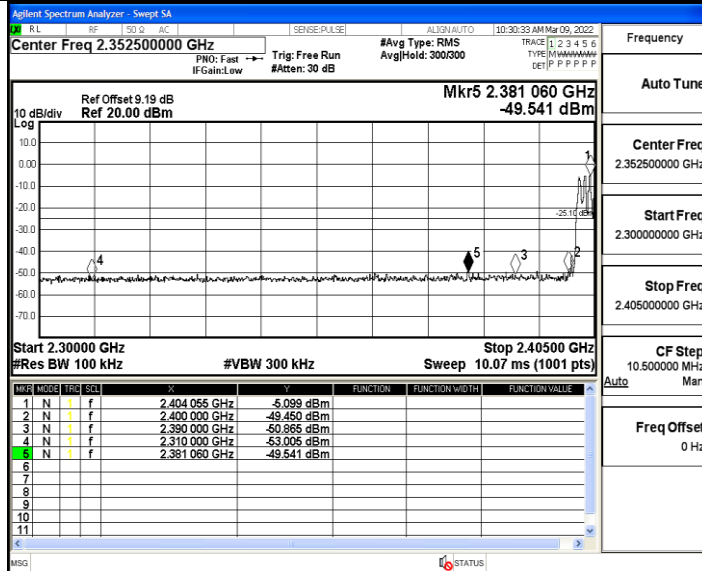 Agilent Spectrum Analyzer - Swept SA
LXI RL RF 50 Ω AC SENSE:PULSE ALIGN AUTO 10:30:33 AM Mar 09, 2022
Center Freq 2.352500000 GHz #Avg Type: RMS TRACE 1 2 3 4 5 6
PNO: Fast Trig: Free Run Avg|Hold: 300/300 TYPE MWWWWW
IFGain:Low #Atten: 30 dB DET P P P P P P
Ref Offset 9.19 dB Mkr5 2.381 060 GHz
10 dB/div Ref 20.00 dBm -49.541 dBm
Log
10.0
0.00
-10.0
-20.0
-30.0
-40.0
-50.0
-60.0
-70.0
1
-25.10 dBm
4
5
3
2
Start 2.30000 GHz Stop 2.40500 GHz
#Res BW 100 kHz #VBW 300 kHz Sweep 10.07 ms (1001 pts)
MKR MODE TRC SCL X Y FUNCTION FUNCTION WIDTH FUNCTION VALUE
1 N 1 f 2.404 055 GHz -5.099 dBm
2 N 1 f 2.400 000 GHz -49.450 dBm
3 N 1 f 2.390 000 GHz -50.865 dBm
4 N 1 f 2.310 000 GHz -53.005 dBm
5 N 1 f 2.381 060 GHz -49.541 dBm
6
7
8
9
10
11
MSG STATUS
Frequency
Auto Tune
Center Freq
2.352500000 GHz
Start Freq
2.300000000 GHz
Stop Freq
2.405000000 GHz
CF Step
10.500000 MHz
Auto Man
Freq Offset
0 Hz